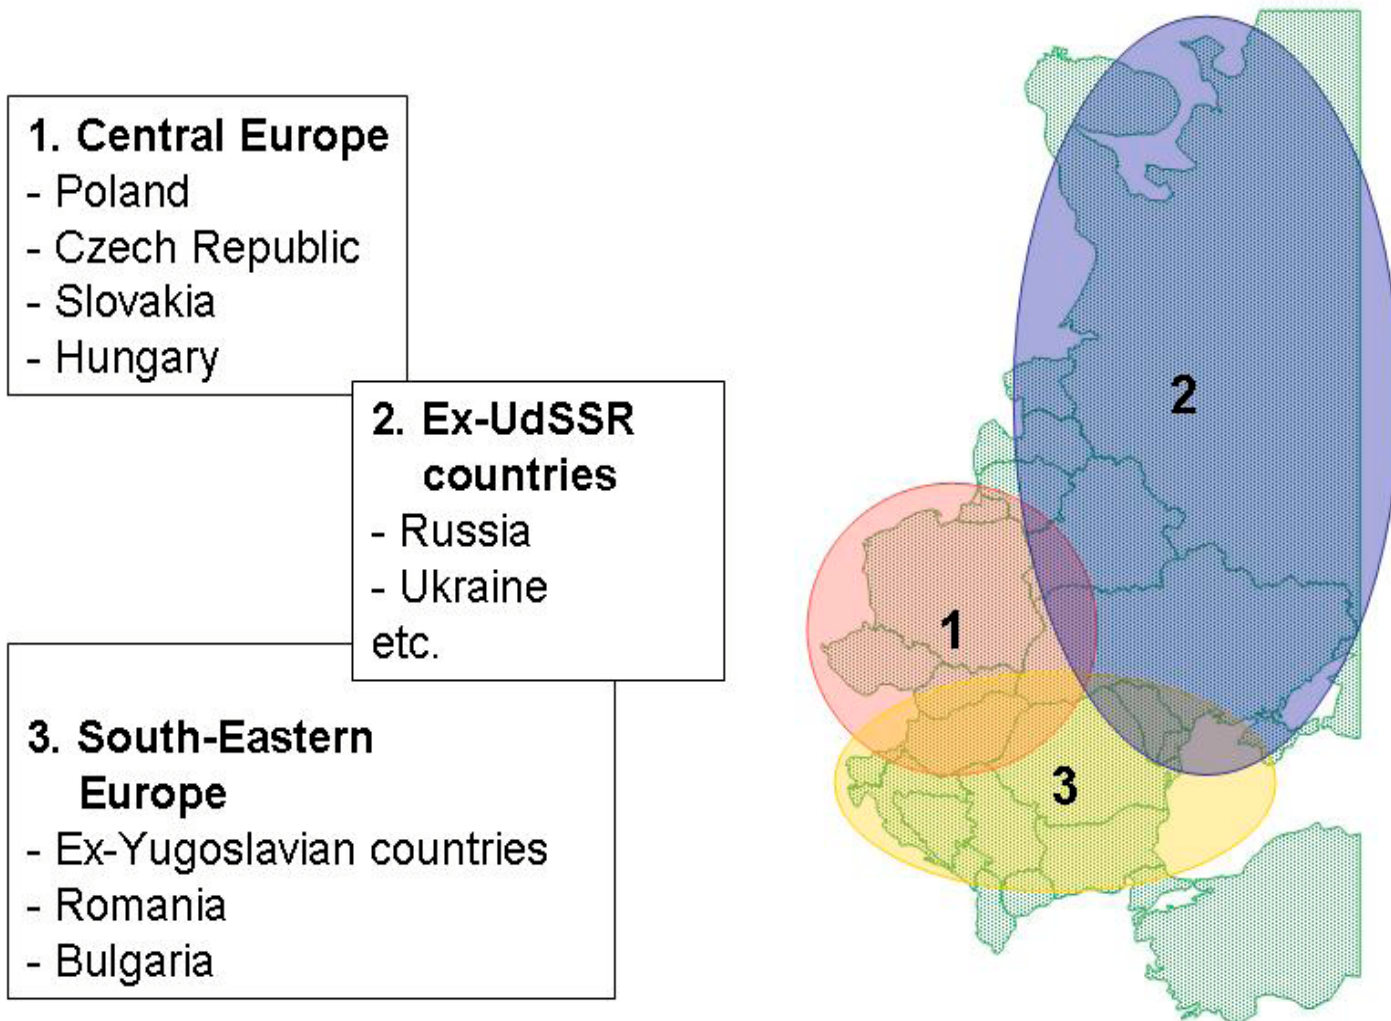 1. Central Europe
- Poland
- Czech Republic
- Slovakia
- Hungary
2. Ex-UdSSR
countries
- Russia
- Ukraine
etc.
3. South-Eastern
Europe
- Ex-Yugoslavian countries
- Romania
- Bulgaria
2
1
3